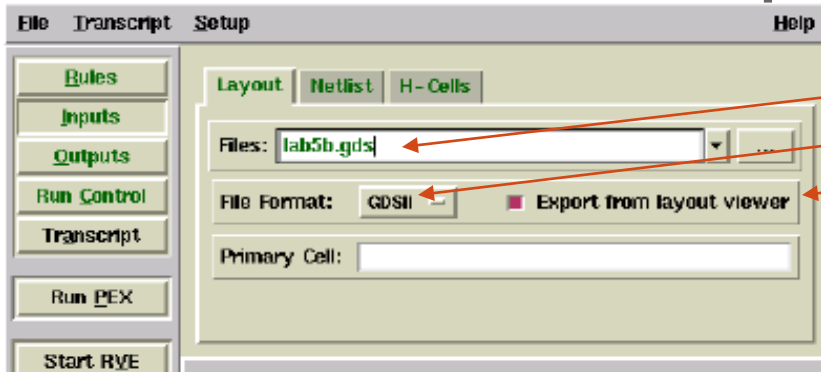 File Transcript Setup Help
Rules
Inputs
Outputs
Run Control
Transcript
Run PEX
Start RVE
Layout Netlist H-Cells
Files: lab5b.gds ...
File Format: GDSII Export from layout viewer
Primary Cell: